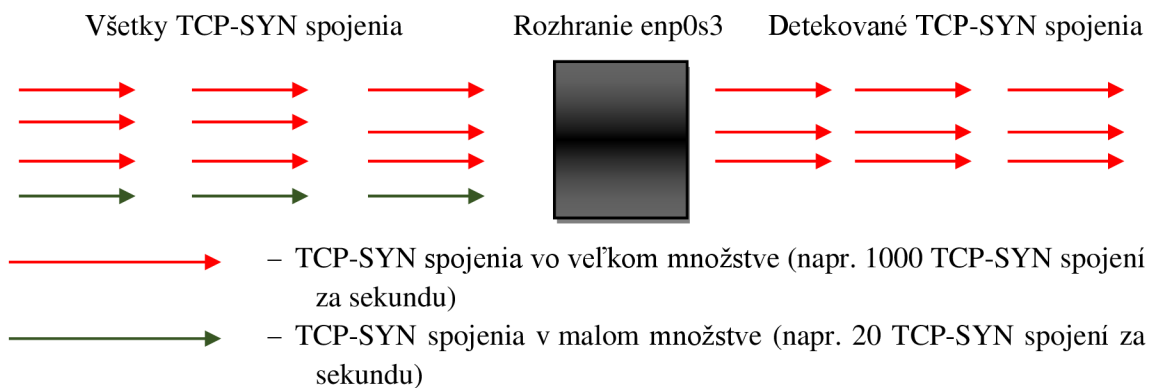 Všetky TCP-SYN spojenia
Rozhranie enp0s3
Detekované TCP-SYN spojenia
– TCP-SYN spojenia vo veľkom množstve (napr. 1000 TCP-SYN spojení
za sekundu)
– TCP-SYN spojenia v malom množstve (napr. 20 TCP-SYN spojení za
sekundu)